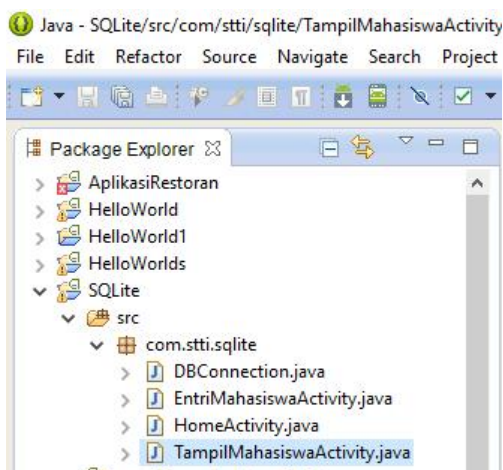 Java - SQLite/src/com/stti/sqlite/TampilMahasiswaActivity
File Edit Refactor Source Navigate Search Project
Package Explorer
AplikasiRestoran
HelloWorld
HelloWorld1
HelloWorlds
SQLite
src
com.stti.sqlite
DBConnection.java
EntriMahasiswaActivity.java
HomeActivity.java
TampilMahasiswaActivity.java